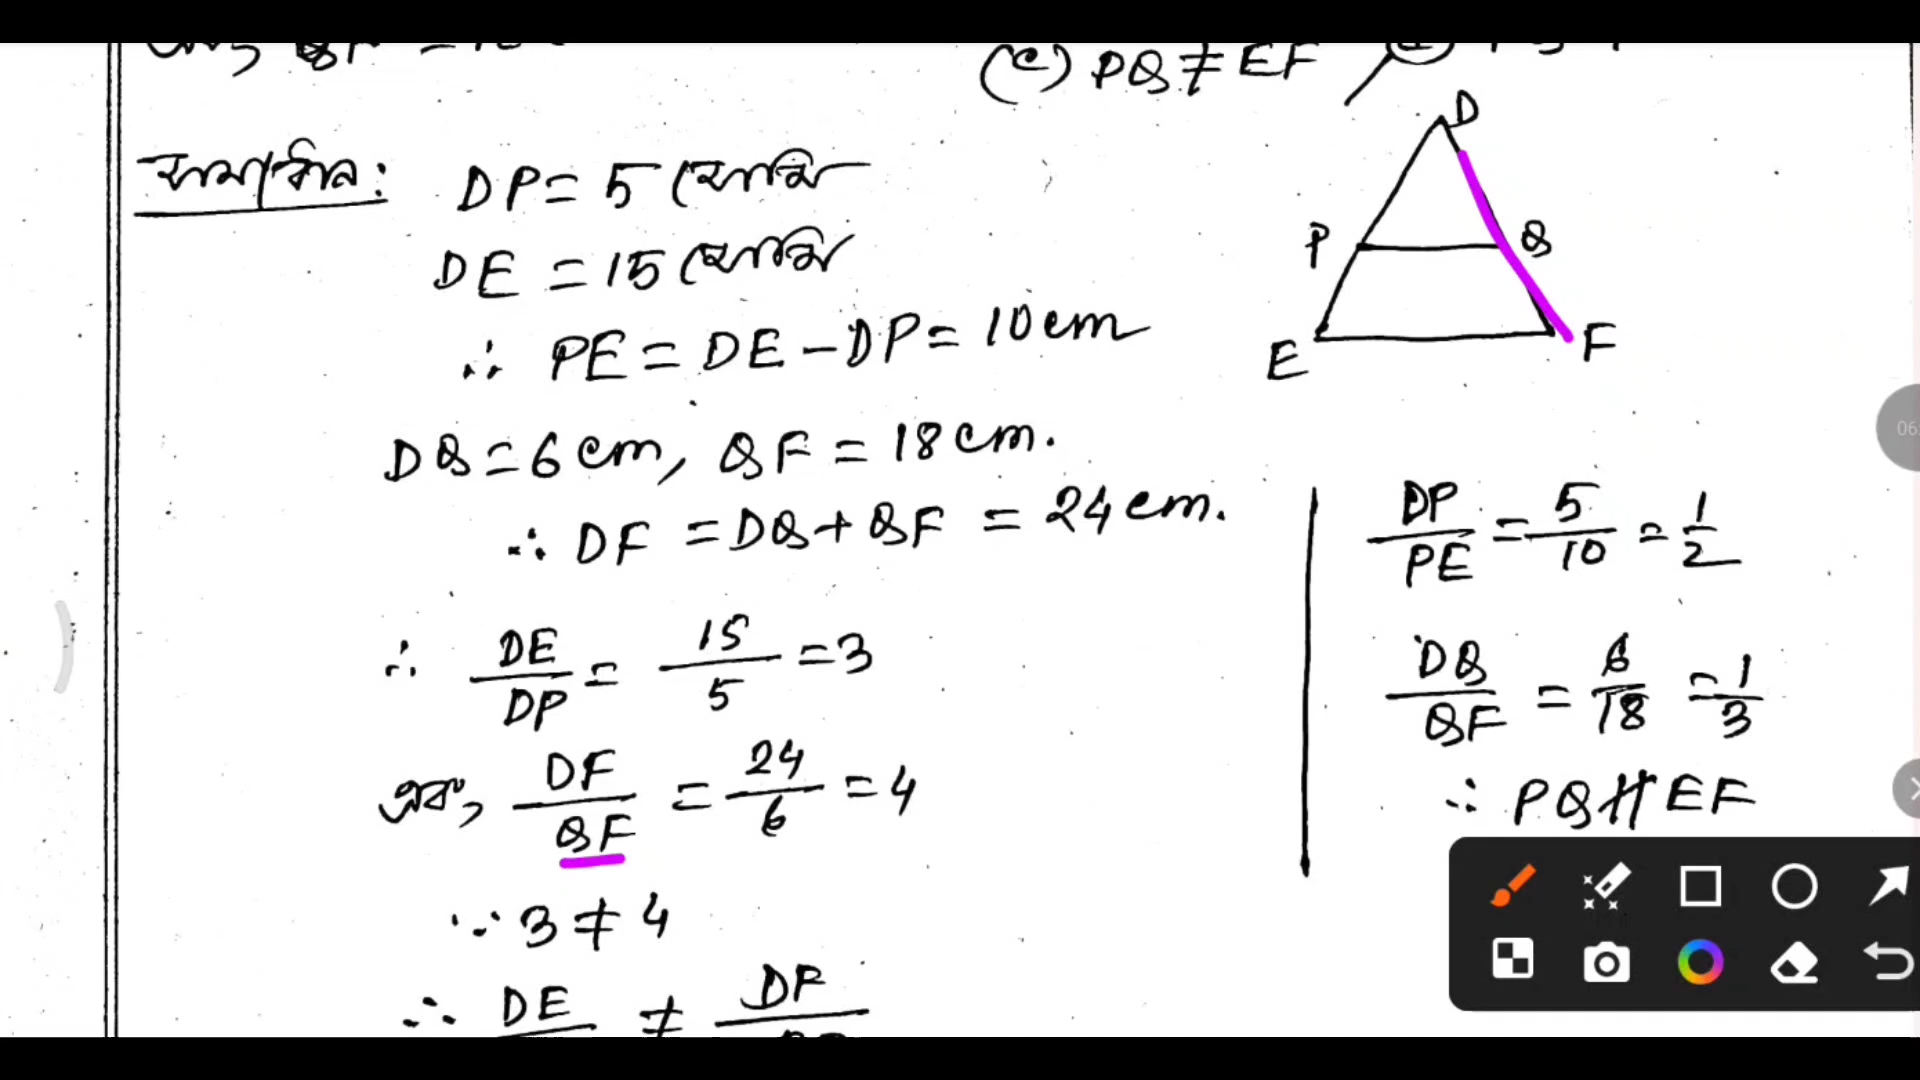 (c) PQ ≠ EF
সমাধান: DP = 5 সেমি
DE = 15 সেমি
∴ PE = DE - DP = 10 cm
DQ = 6 cm, QF = 18 cm.
∴ DF = DQ + QF = 24 cm.
∴ DE/DP = 15/5 = 3
এবং, DF/QF = 24/6 = 4
∵ 3 ≠ 4
∴ DE ≠ DF
D
P Q
E F
DP/PE = 5/10 = 1/2
DQ/QF = 6/18 = 1/3
∴ PQ ∦ EF
06